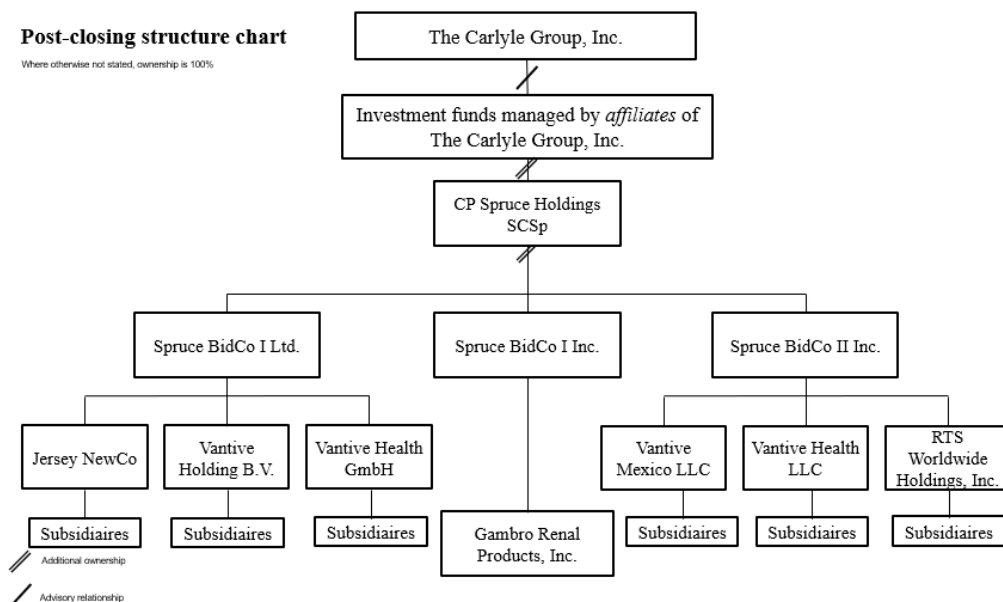 Post-closing structure chart
Where otherwise not stated, ownership is 100%
The Carlyle Group, Inc.
Investment funds managed by affiliates of
The Carlyle Group, Inc.
CP Spruce Holdings
SCSp
Spruce BidCo I Ltd.
Spruce BidCo I Inc.
Spruce BidCo II Inc.
Jersey NewCo
Vantive
Holding B.V.
Vantive Health
GmbH
Vantive
Mexico LLC
Vantive Health
LLC
RTS
Worldwide
Holdings, Inc.
Subsidiaires
Subsidiaires
Subsidiaires
Gambro Renal
Products, Inc.
Subsidiaires
Subsidiaires
Subsidiaires
Additional ownership
Advisory relationship